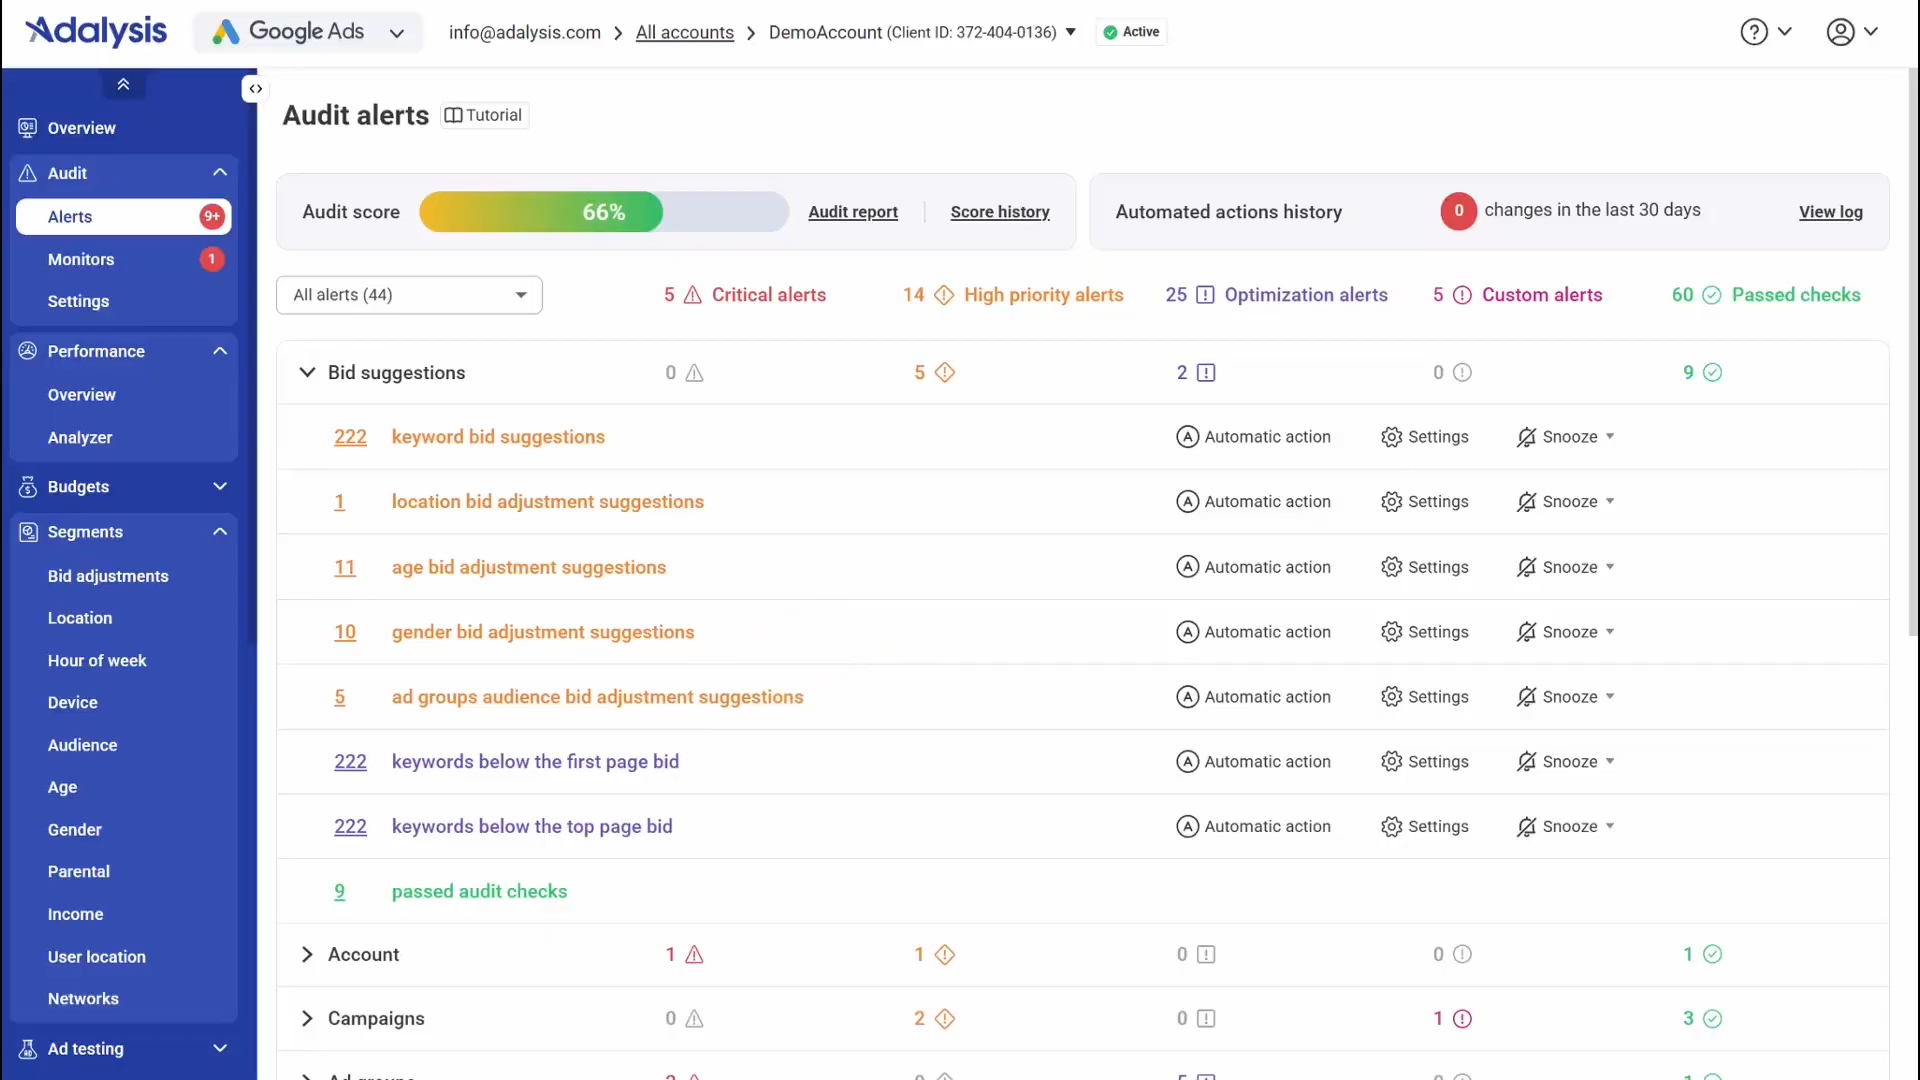 Adalysis
Google Ads
info@adalysis.com > All accounts > DemoAccount (Client ID: 372-404-0136) Active
Overview
Audit
Alerts 9+
Monitors 1
Settings
Performance
Overview
Analyzer
Budgets
Segments
Bid adjustments
Location
Hour of week
Device
Audience
Age
Gender
Parental
Income
User location
Networks
Ad testing
Audit alerts Tutorial
Audit score 66% Audit report Score history
Automated actions history 0 changes in the last 30 days View log
All alerts (44) 5 Critical alerts 14 High priority alerts 25 Optimization alerts 5 Custom alerts 60 Passed checks
Bid suggestions 0 5 2 0 9
222 keyword bid suggestions Automatic action Settings Snooze
1 location bid adjustment suggestions Automatic action Settings Snooze
11 age bid adjustment suggestions Automatic action Settings Snooze
10 gender bid adjustment suggestions Automatic action Settings Snooze
5 ad groups audience bid adjustment suggestions Automatic action Settings Snooze
222 keywords below the first page bid Automatic action Settings Snooze
222 keywords below the top page bid Automatic action Settings Snooze
9 passed audit checks
Account 1 1 0 0 1
Campaigns 0 2 0 1 3